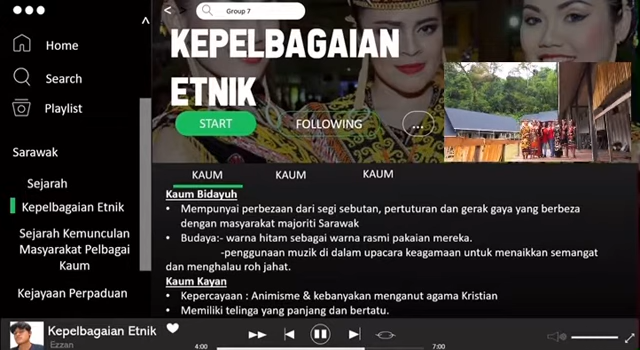 Group 7
Home
Search
Playlist
Sarawak
Sejarah
Kepelbagaian Etnik
Sejarah Kemunculan
Masyarakat Pelbagai
Kaum
Kejayaan Perpaduan
KEPELBAGAIAN
ETNIK
START
FOLLOWING
...
KAUM
KAUM
KAUM
Kaum Bidayuh
• Mempunyai perbezaan dari segi sebutan, pertuturan dan gerak gaya yang berbeza
dengan masyarakat majoriti Sarawak
• Budaya:- warna hitam sebagai warna rasmi pakaian mereka.
-penggunaan muzik di dalam upacara keagamaan untuk menaikkan semangat
dan menghalau roh jahat.
Kaum Kayan
• Kepercayaan : Animisme & kebanyakan menganut agama Kristian
• Memiliki telinga yang panjang dan bertatu.
Kepelbagaian Etnik
Ezzan
4:00
7:00